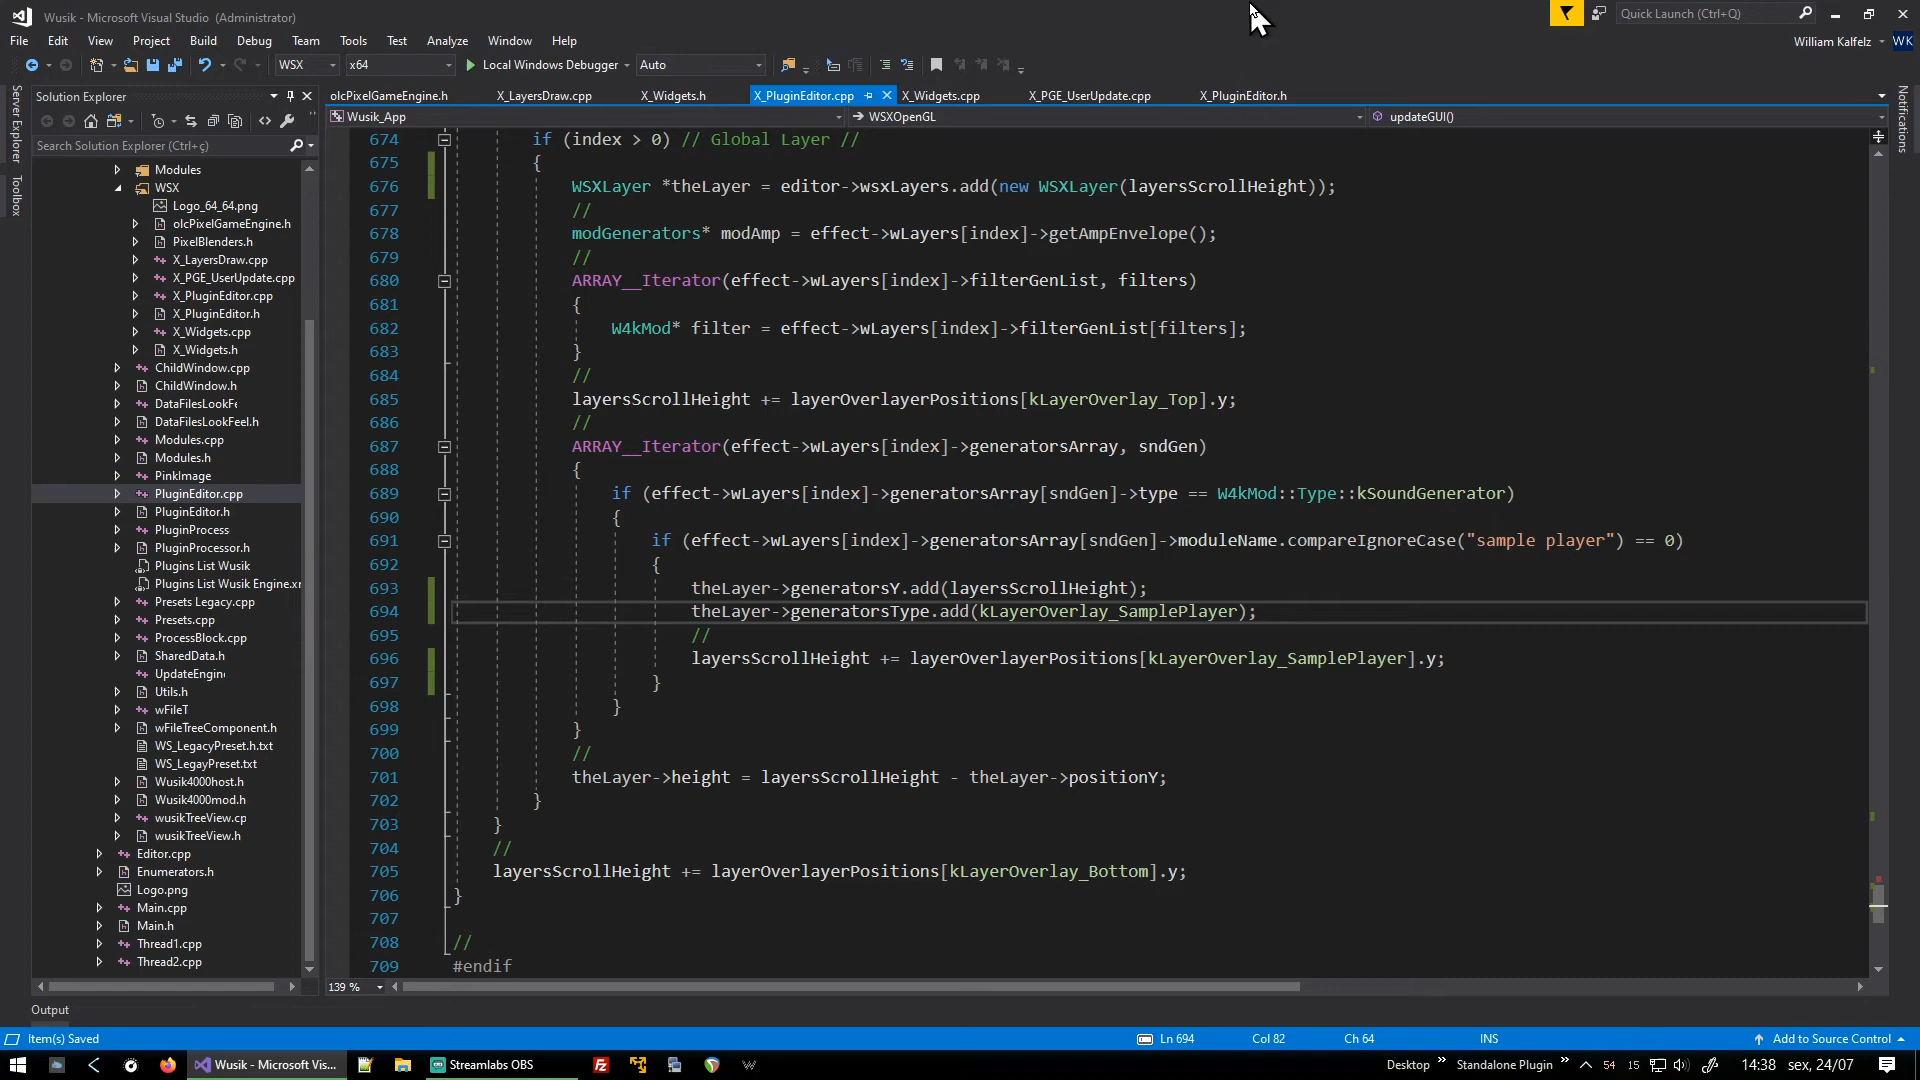 Wusik - Microsoft Visual Studio (Administrator)
Quick Launch (Ctrl+Q)
File Edit View Project Build Debug Team Tools Test Analyze Window Help
William Kalfelz WK
WSX x64 Local Windows Debugger Auto
Server Explorer
Toolbox
Notifications
Solution Explorer
olcPixelGameEngine.h X_LayersDraw.cpp X_Widgets.h X_PluginEditor.cpp X_Widgets.cpp X_PGE_UserUpdate.cpp X_PluginEditor.h
Wusik_App WSXOpenGL updateGUI()
Search Solution Explorer (Ctrl+ç)
Modules
WSX
Logo_64_64.png
olcPixelGameEngine.h
PixelBlenders.h
X_LayersDraw.cpp
X_PGE_UserUpdate.cpp
X_PluginEditor.cpp
X_PluginEditor.h
X_Widgets.cpp
X_Widgets.h
ChildWindow.cpp
ChildWindow.h
DataFilesLookFe
DataFilesLookFeel.h
Modules.cpp
Modules.h
PinkImage
PluginEditor.cpp
PluginEditor.h
PluginProcess
PluginProcessor.h
Plugins List Wusik
Plugins List Wusik Engine.xr
Presets Legacy.cpp
Presets.cpp
ProcessBlock.cpp
SharedData.h
UpdateEngin
Utils.h
wFileT
wFileTreeComponent.h
WS_LegacyPreset.h.txt
WS_LegayPreset.txt
Wusik4000host.h
Wusik4000mod.h
wusikTreeView.cp
wusikTreeView.h
Editor.cpp
Enumerators.h
Logo.png
Main.cpp
Main.h
Thread1.cpp
Thread2.cpp
674 if (index > 0) // Global Layer //
675 {
676 WSXLayer *theLayer = editor->wsxLayers.add(new WSXLayer(layersScrollHeight));
677 //
678 modGenerators* modAmp = effect->wLayers[index]->getAmpEnvelope();
679 //
680 ARRAY__Iterator(effect->wLayers[index]->filterGenList, filters)
681 {
682 W4kMod* filter = effect->wLayers[index]->filterGenList[filters];
683 }
684 //
685 layersScrollHeight += layerOverlayerPositions[kLayerOverlay_Top].y;
686 //
687 ARRAY__Iterator(effect->wLayers[index]->generatorsArray, sndGen)
688 {
689 if (effect->wLayers[index]->generatorsArray[sndGen]->type == W4kMod::Type::kSoundGenerator)
690 {
691 if (effect->wLayers[index]->generatorsArray[sndGen]->moduleName.compareIgnoreCase("sample player") == 0)
692 {
693 theLayer->generatorsY.add(layersScrollHeight);
694 theLayer->generatorsType.add(kLayerOverlay_SamplePlayer);
695 //
696 layersScrollHeight += layerOverlayerPositions[kLayerOverlay_SamplePlayer].y;
697 }
698 }
699 }
700 //
701 theLayer->height = layersScrollHeight - theLayer->positionY;
702 }
703 }
704 //
705 layersScrollHeight += layerOverlayerPositions[kLayerOverlay_Bottom].y;
706 }
707
708 //
709 #endif
139 %
Output
Item(s) Saved Ln 694 Col 82 Ch 64 INS Add to Source Control
Wusik - Microsoft Vis... Streamlabs OBS Desktop Standalone Plugin 54 15 14:38 sex, 24/07